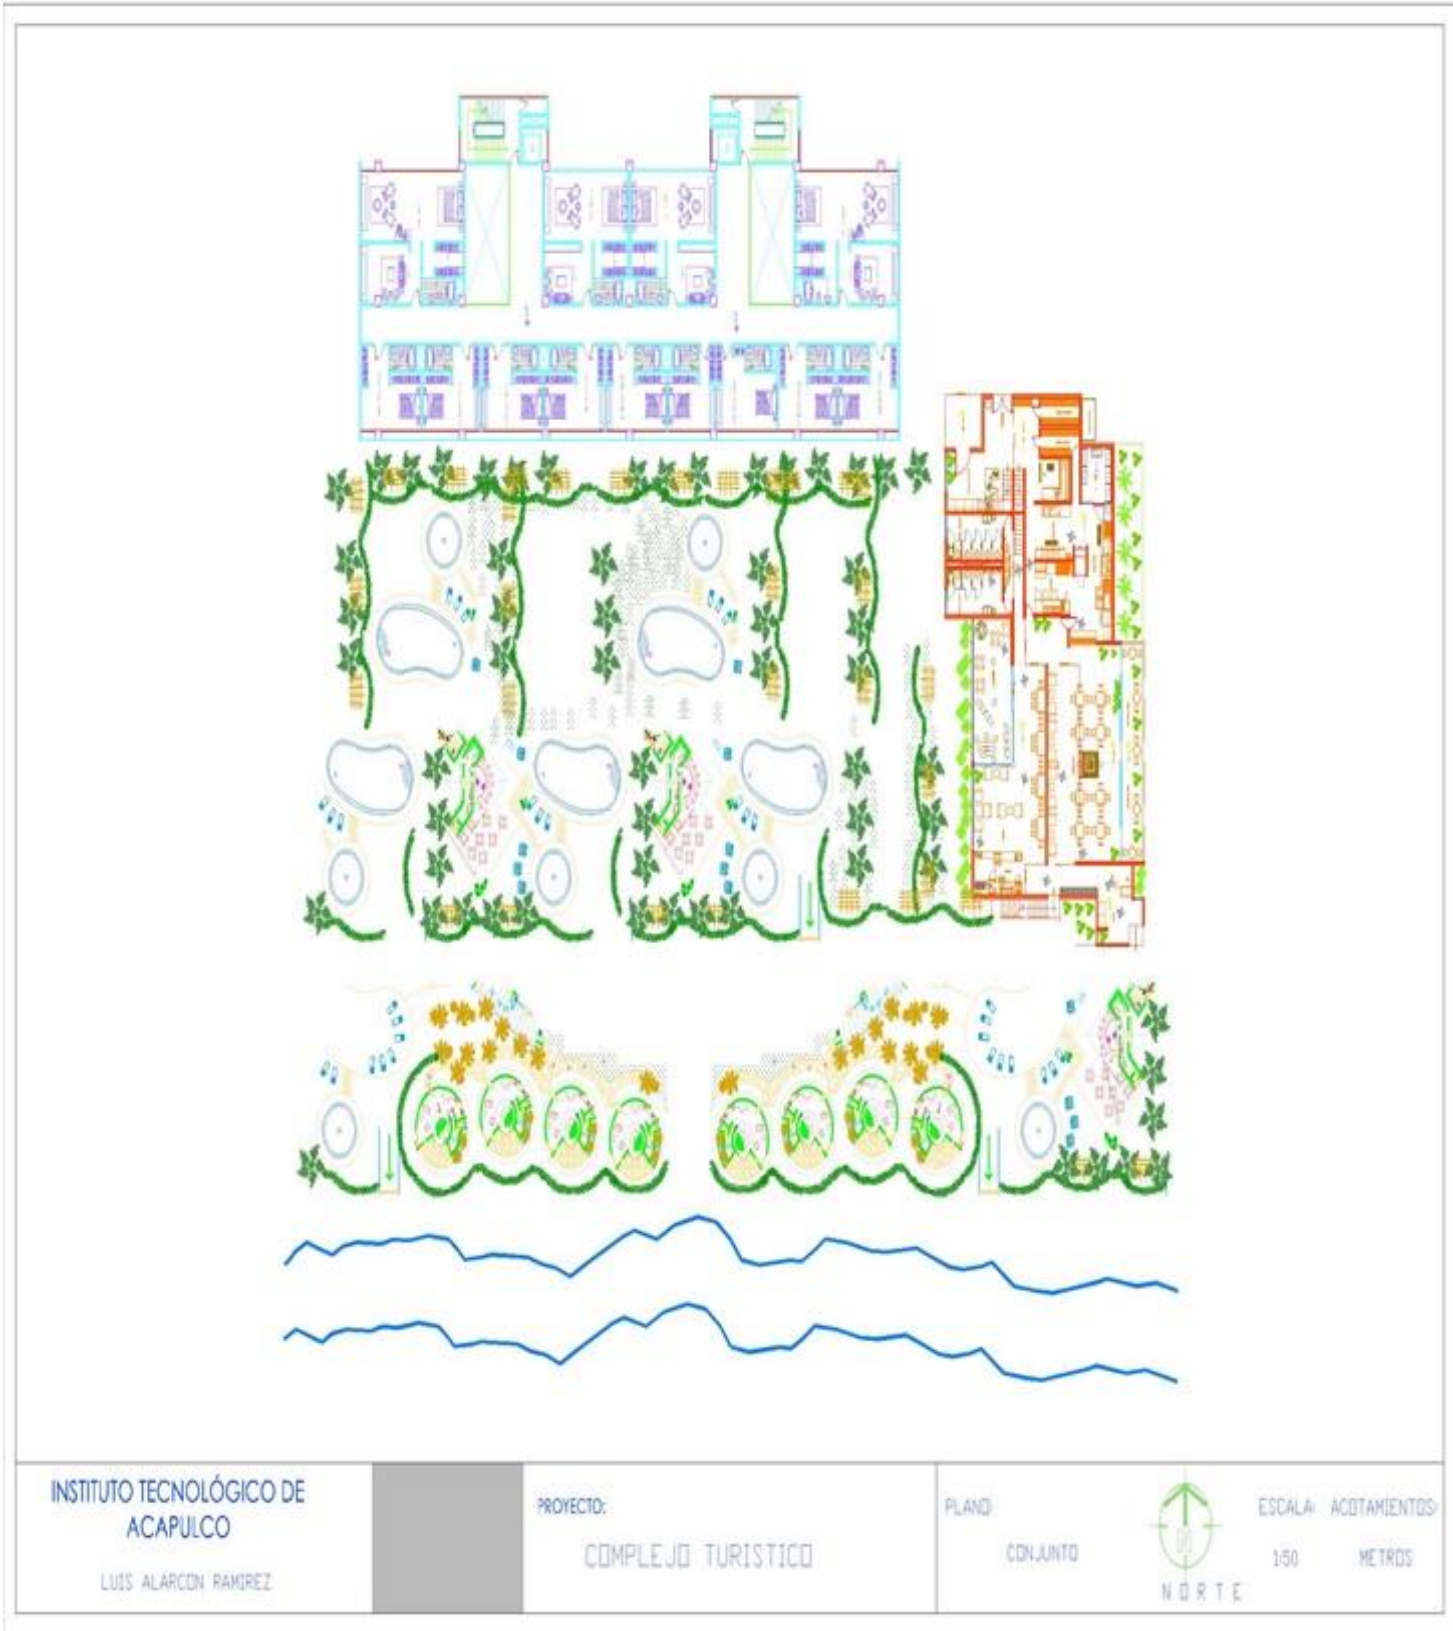 INSTITUTO TECNOLÓGICO DE
ACAPULCO
LUIS ALARCON RAMIREZ
PROYECTO:
COMPLEJO TURISTICO
PLANO:
CONJUNTO
NORTE
ESCALA:
1:50
ACOTAMIENTOS:
METROS